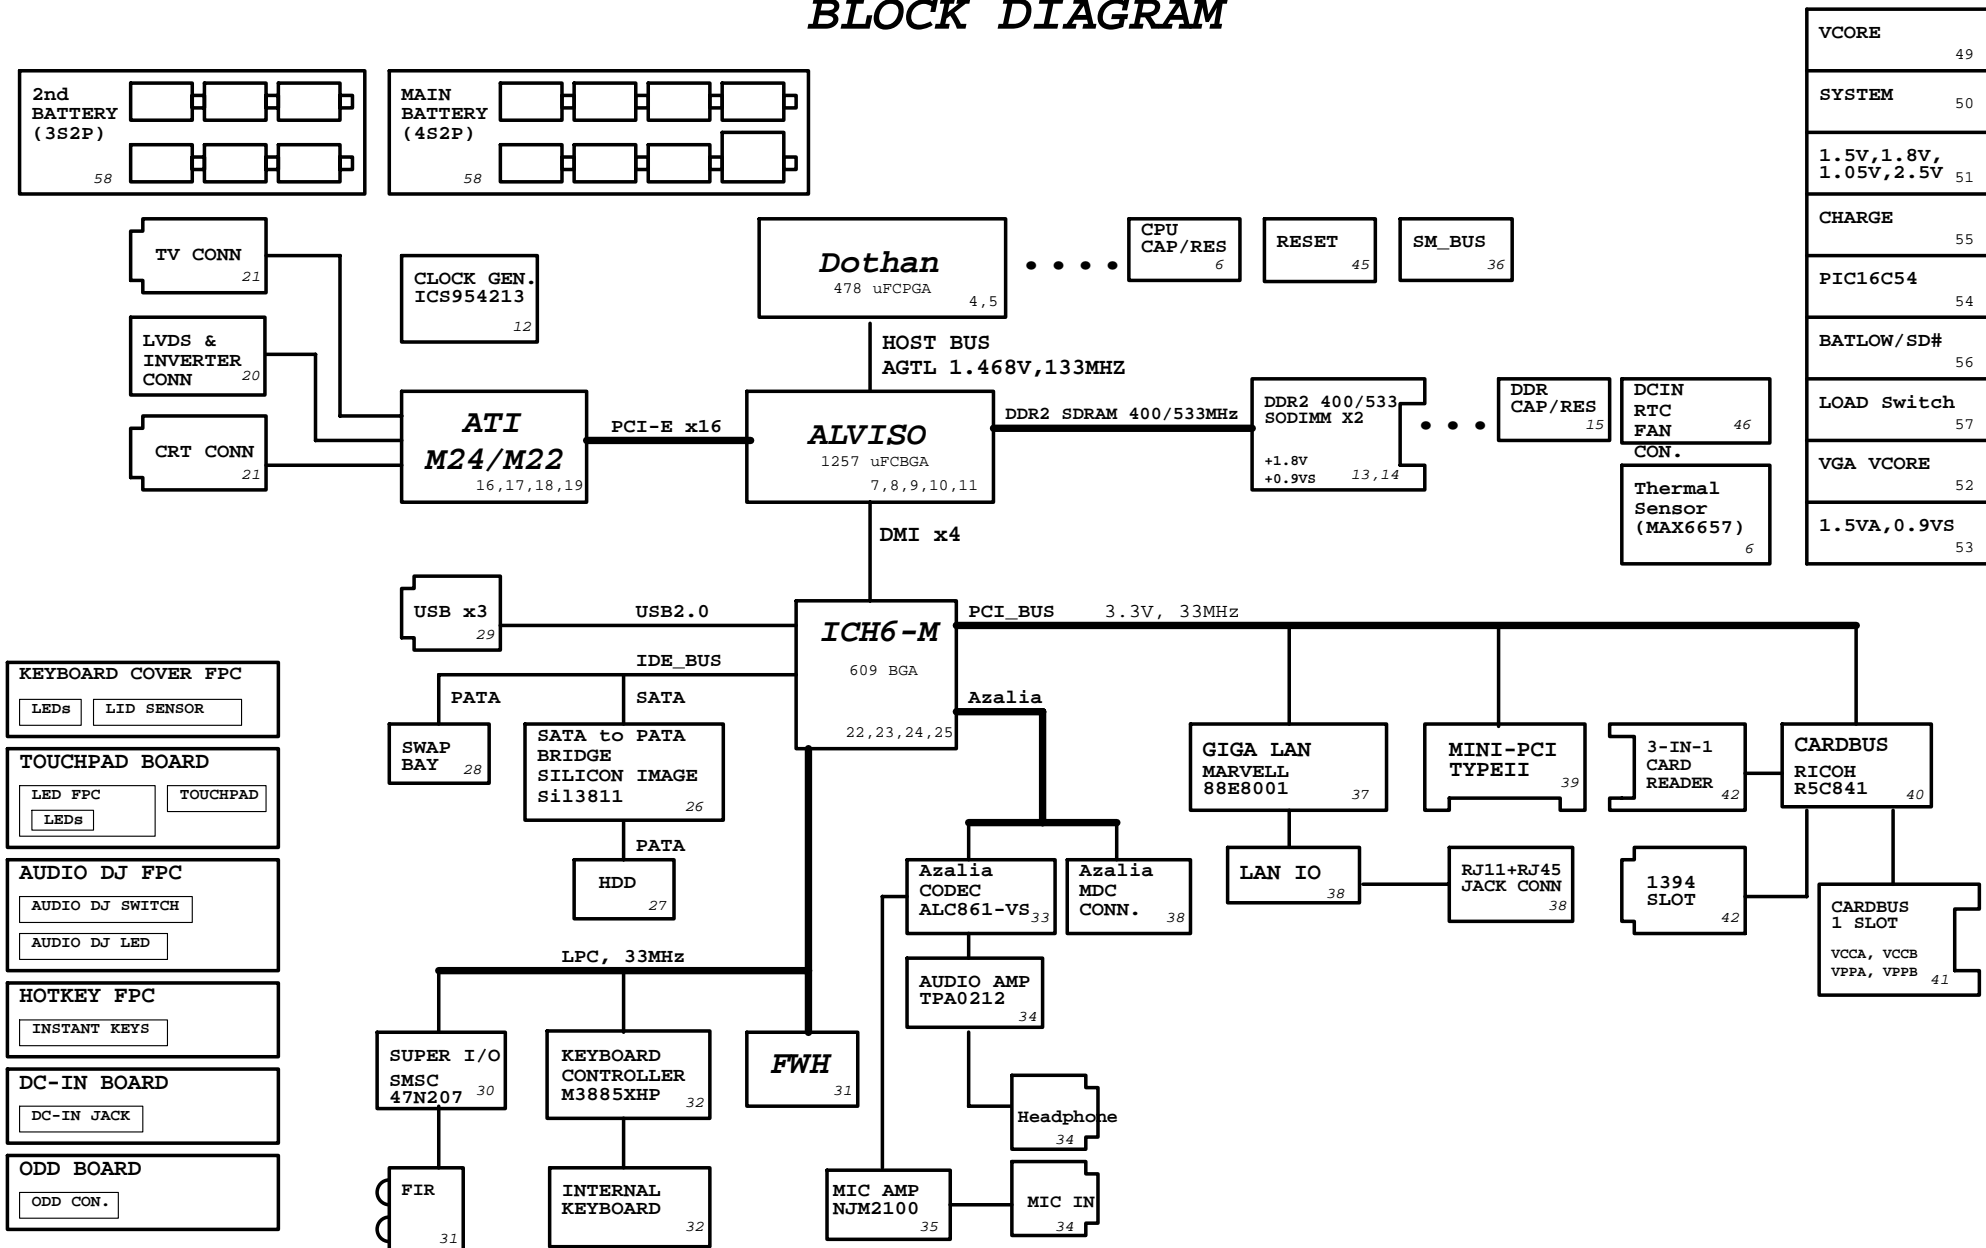 BLOCK DIAGRAM
2nd
BATTERY
(3S2P)
58
MAIN
BATTERY
(4S2P)
58
VCORE
49
SYSTEM
50
1.5V,1.8V,
1.05V,2.5V
51
CHARGE
55
PIC16C54
54
BATLOW/SD#
56
LOAD Switch
57
VGA VCORE
52
1.5VA,0.9VS
53
TV CONN
21
LVDS &
INVERTER
CONN
20
CRT CONN
21
CLOCK GEN.
ICS954213
12
Dothan
478 uFCPGA
4,5
CPU
CAP/RES
6
RESET
45
SM_BUS
36
HOST BUS
AGTL 1.468V,133MHZ
ATI
M24/M22
16,17,18,19
PCI-E x16
ALVISO
1257 uFCBGA
7,8,9,10,11
DDR2 SDRAM 400/533MHz
DDR2 400/533
SODIMM X2
+1.8V
+0.9VS
13,14
DDR
CAP/RES
15
DCIN
RTC
FAN
CON.
46
Thermal
Sensor
(MAX6657)
6
DMI x4
USB x3
29
USB2.0
ICH6-M
609 BGA
22,23,24,25
PCI_BUS
3.3V, 33MHz
IDE_BUS
PATA
SATA
Azalia
SWAP
BAY
28
SATA to PATA
BRIDGE
SILICON IMAGE
Sil3811
26
PATA
HDD
27
GIGA LAN
MARVELL
88E8001
37
MINI-PCI
TYPEII
39
3-IN-1
CARD
READER
42
CARDBUS
RICOH
R5C841
40
LAN IO
38
RJ11+RJ45
JACK CONN
38
1394
SLOT
42
CARDBUS
1 SLOT
VCCA, VCCB
VPPA, VPPB
41
Azalia
CODEC
ALC861-VS
33
Azalia
MDC
CONN.
38
AUDIO AMP
TPA0212
34
LPC, 33MHz
SUPER I/O
SMSC
47N207
30
KEYBOARD
CONTROLLER
M3885XHP
32
FWH
31
Headphone
34
FIR
31
INTERNAL
KEYBOARD
32
MIC AMP
NJM2100
35
MIC IN
34
KEYBOARD COVER FPC
LEDs
LID SENSOR
TOUCHPAD BOARD
LED FPC
LEDs
TOUCHPAD
AUDIO DJ FPC
AUDIO DJ SWITCH
AUDIO DJ LED
HOTKEY FPC
INSTANT KEYS
DC-IN BOARD
DC-IN JACK
ODD BOARD
ODD CON.